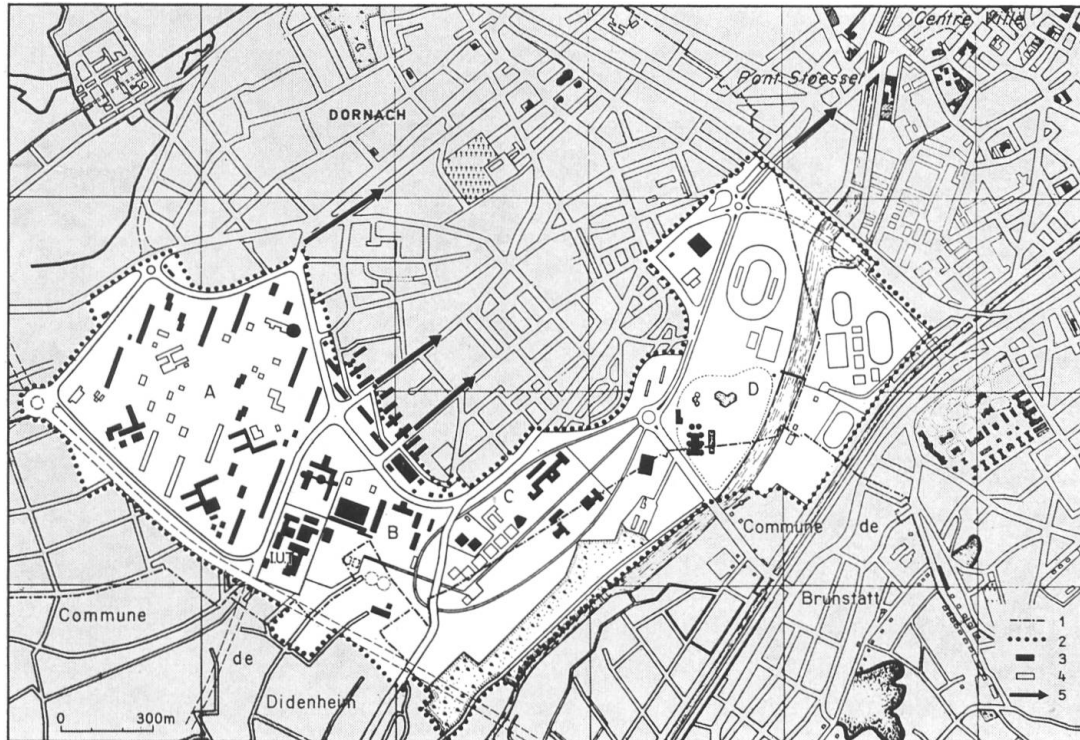 Centre Ville
Pont Stoessel
DORNACH
A
D
C
B
IUT
Commune de
Brunstatt
Commune
de
Didenheim
0 300m
1
2
3
4
5